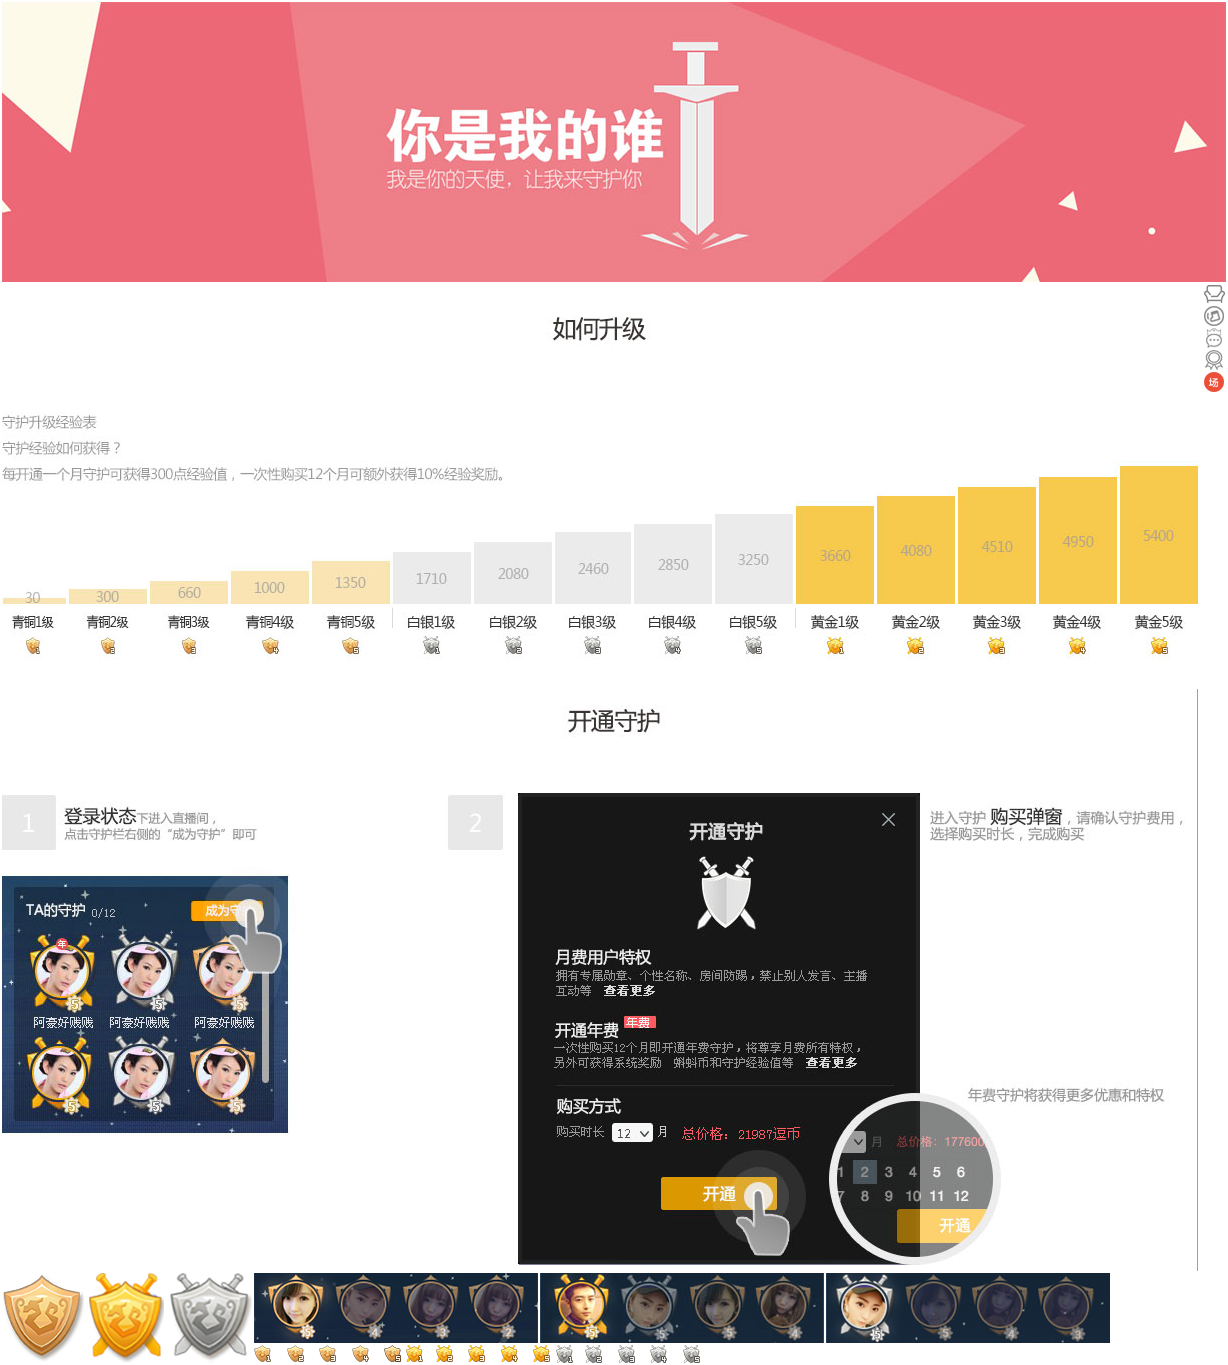 你是我的谁
我是你的天使，让我来守护你
如何升级
场
守护升级经验表
守护经验如何获得？
每开通一个月守护可获得300点经验值，一次性购买12个月可额外获得10%经验奖励。
30 300 660 1000 1350 1710 2080 2460 2850 3250 3660 4080 4510 4950 5400
青铜1级 青铜2级 青铜3级 青铜4级 青铜5级 白银1级 白银2级 白银3级 白银4级 白银5级 黄金1级 黄金2级 黄金3级 黄金4级 黄金5级
开通守护
1
登录状态下进入直播间，
点击守护栏右侧的“成为守护”即可
TA的守护 0/12
成为守
年
5 5 5
阿豪好贱贱 阿豪好贱贱 阿豪好贱贱
5 5 5
2
开通守护
月费用户特权
拥有专属勋章、个性名称、房间防踢，禁止别人发言、主播
互动等 查看更多
开通年费 年费
一次性购买12个月即开通年费守护，将尊享月费所有特权，
另外可获得系统奖励 蝌蚪币和守护经验值等 查看更多
购买方式
购买时长 12 月 总价格：21987逗币
开通
进入守护 购买弹窗，请确认守护费用，
选择购买时长，完成购买
年费守护将获得更多优惠和特权
月 总价格：177600
1 2 3 4 5 6
7 8 9 10 11 12
开通